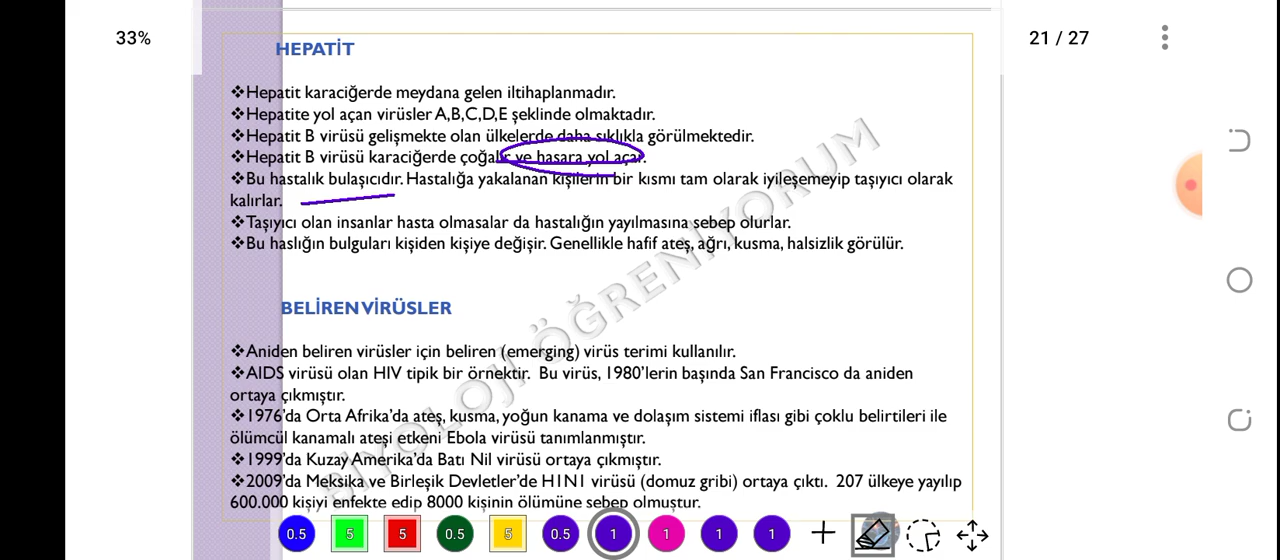 33%
21 / 27
HEPATİT
❖Hepatit karaciğerde meydana gelen iltihaplanmadır.
❖Hepatite yol açan virüsler A,B,C,D,E şeklinde olmaktadır.
❖Hepatit B virüsü gelişmekte olan ülkelerde daha sıklıkla görülmektedir.
❖Hepatit B virüsü karaciğerde çoğalır ve hasara yol açar.
❖Bu hastalık bulaşıcıdır. Hastalığa yakalanan kişilerin bir kısmı tam olarak iyileşemeyip taşıyıcı olarak
kalırlar.
❖Taşıyıcı olan insanlar hasta olmasalar da hastalığın yayılmasına sebep olurlar.
❖Bu haslığın bulguları kişiden kişiye değişir. Genellikle hafif ateş, ağrı, kusma, halsizlik görülür.
BELİREN VİRÜSLER
❖Aniden beliren virüsler için beliren (emerging) virüs terimi kullanılır.
❖AIDS virüsü olan HIV tipik bir örnektir. Bu virüs, 1980'lerin başında San Francisco da aniden
ortaya çıkmıştır.
❖1976'da Orta Afrika'da ateş, kusma, yoğun kanama ve dolaşım sistemi iflası gibi çoklu belirtileri ile
ölümcül kanamalı ateşi etkeni Ebola virüsü tanımlanmıştır.
❖1999'da Kuzay Amerika'da Batı Nil virüsü ortaya çıkmıştır.
❖2009'da Meksika ve Birleşik Devletler'de H1N1 virüsü (domuz gribi) ortaya çıktı. 207 ülkeye yayılıp
600.000 kişiyi enfekte edip 8000 kişinin ölümüne sebep olmuştur.
BİYOLOJİ ÖĞRENİYORUM
0.5 5 5 0.5 5 0.5 1 1 1 1